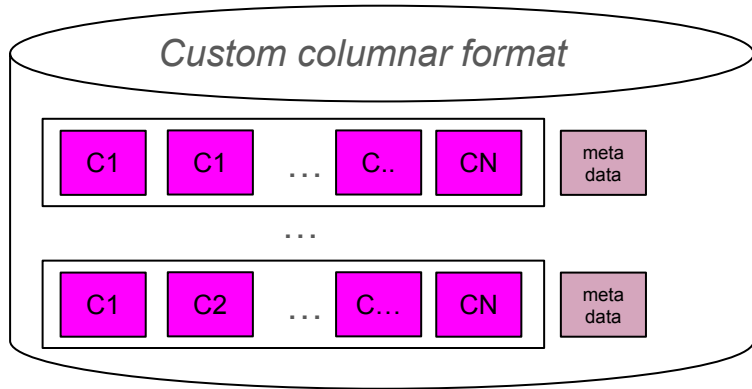 Custom columnar format
C1 C1 ... C.. CN meta data
...
C1 C2 ... C... CN meta data